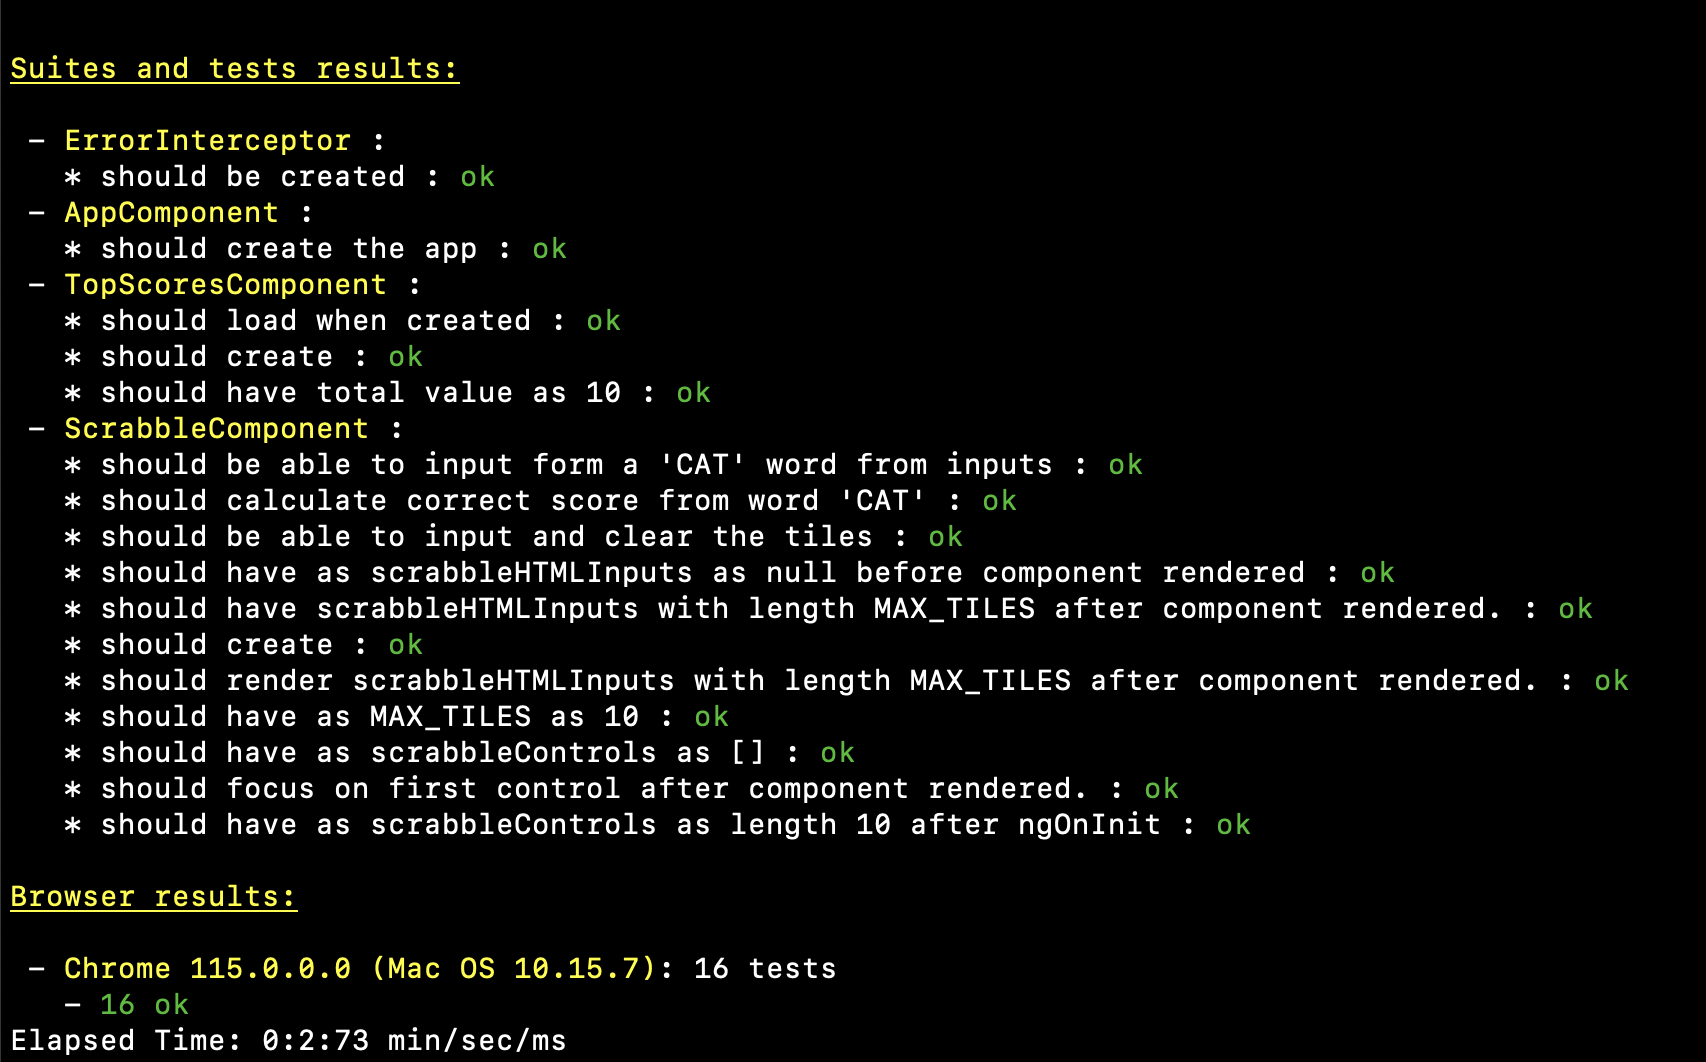 Suites and tests results:
- ErrorInterceptor :
* should be created : ok
- AppComponent :
* should create the app : ok
- TopScoresComponent :
* should load when created : ok
* should create : ok
* should have total value as 10 : ok
- ScrabbleComponent :
* should be able to input form a 'CAT' word from inputs : ok
* should calculate correct score from word 'CAT' : ok
* should be able to input and clear the tiles : ok
* should have as scrabbleHTMLInputs as null before component rendered : ok
* should have scrabbleHTMLInputs with length MAX_TILES after component rendered. : ok
* should create : ok
* should render scrabbleHTMLInputs with length MAX_TILES after component rendered. : ok
* should have as MAX_TILES as 10 : ok
* should have as scrabbleControls as [] : ok
* should focus on first control after component rendered. : ok
* should have as scrabbleControls as length 10 after ngOnInit : ok
Browser results:
- Chrome 115.0.0.0 (Mac OS 10.15.7): 16 tests
- 16 ok
Elapsed Time: 0:2:73 min/sec/ms